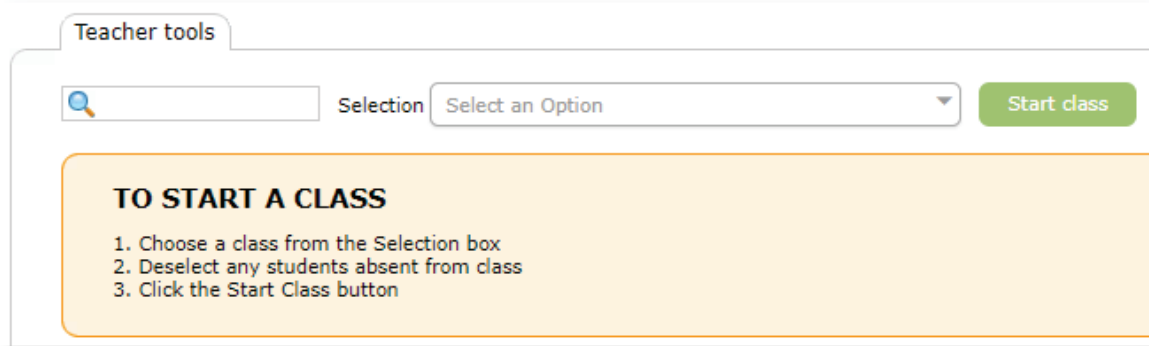 Teacher tools
Selection Select an Option Start class
TO START A CLASS
1. Choose a class from the Selection box
2. Deselect any students absent from class
3. Click the Start Class button